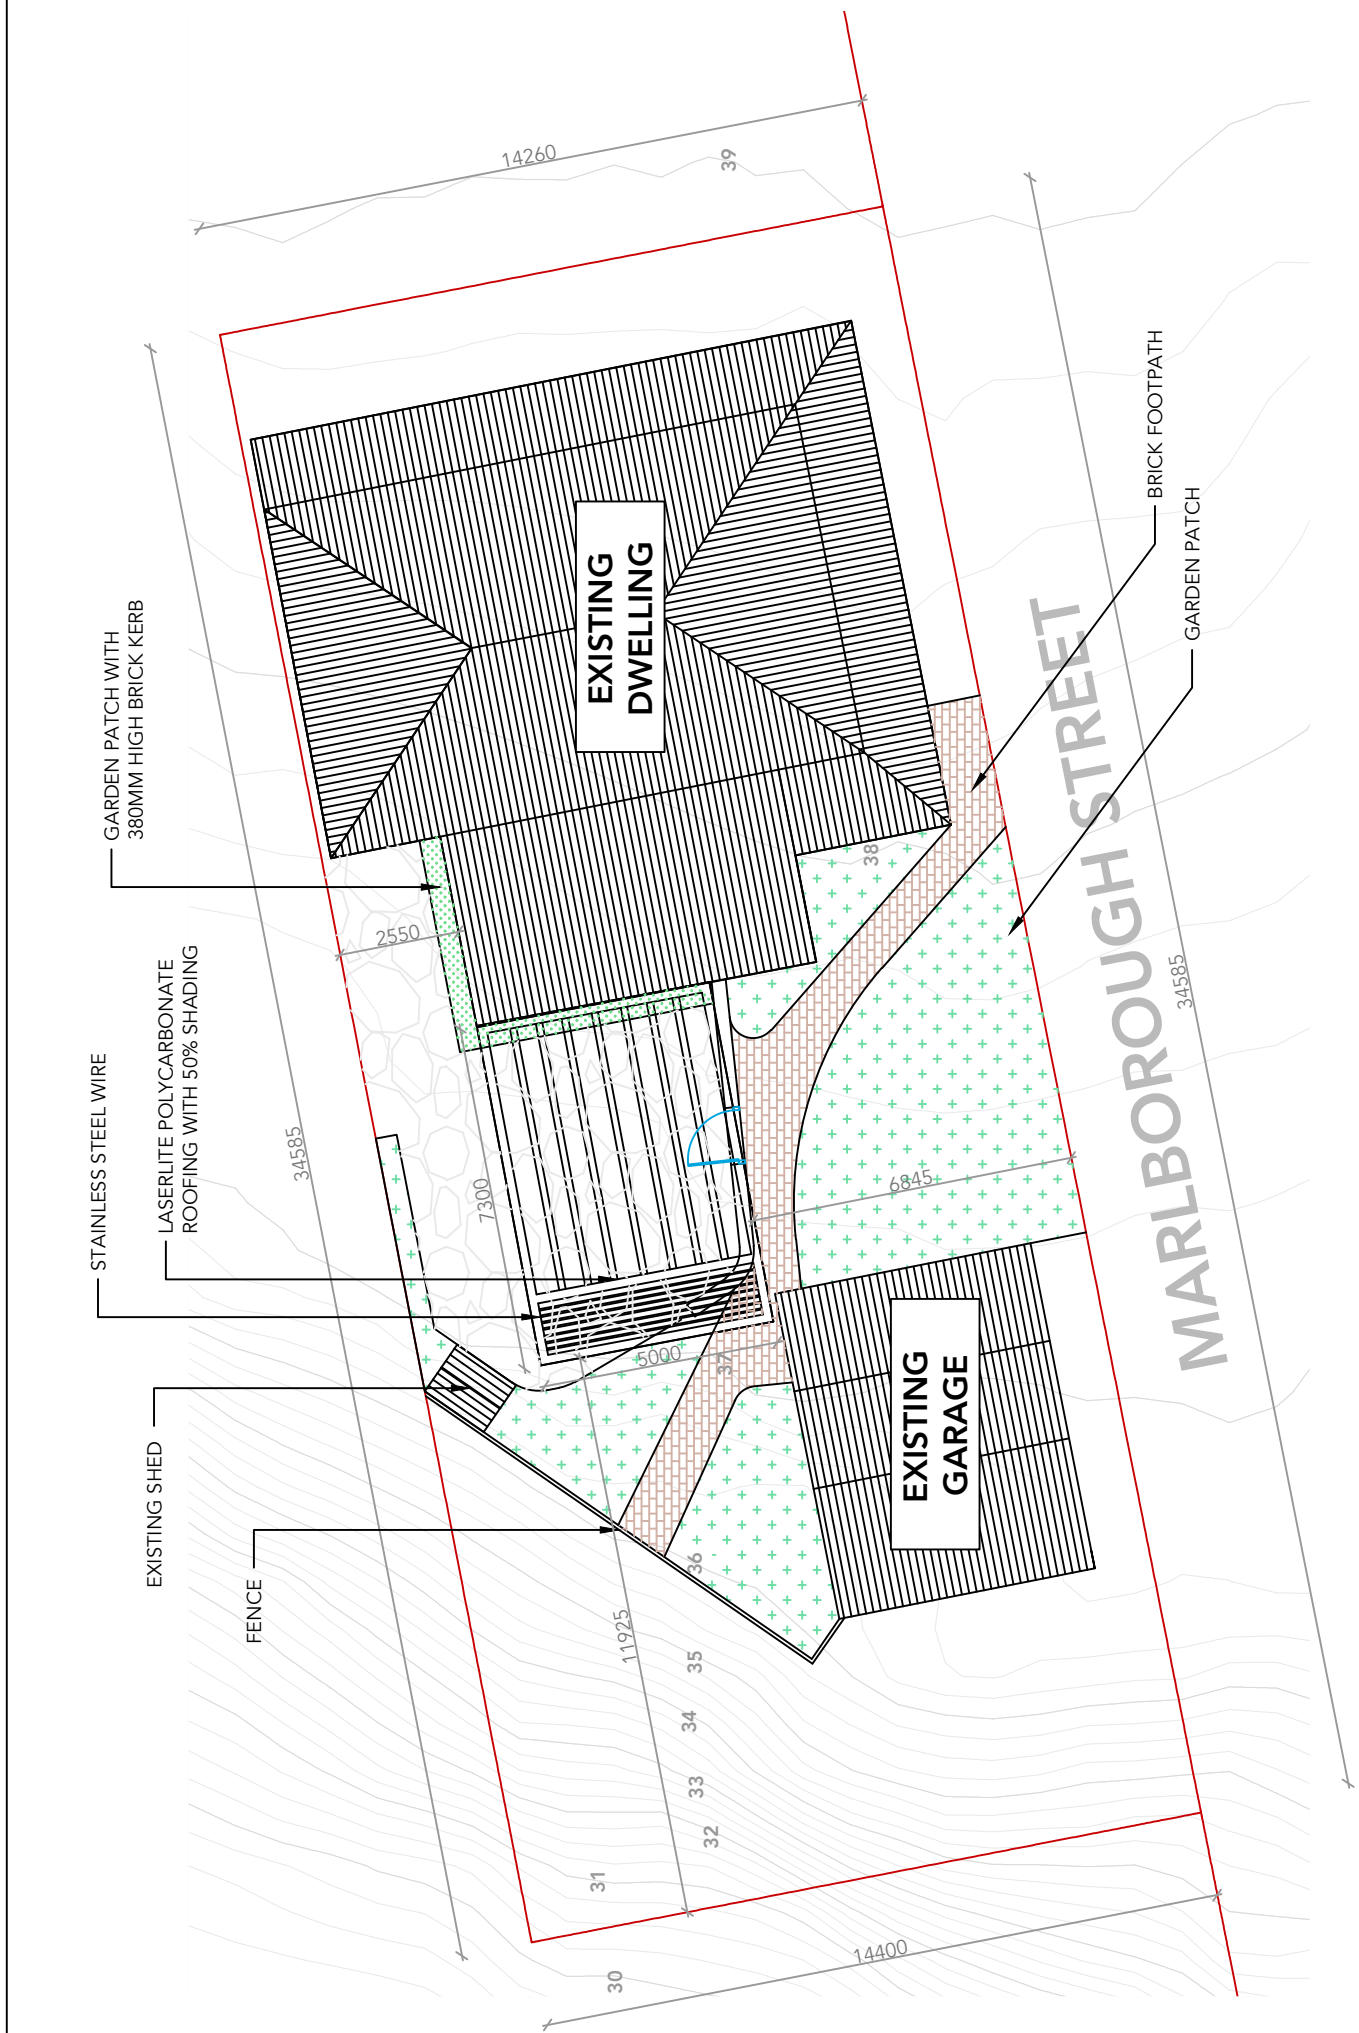 14260
39
GARDEN PATCH WITH
380MM HIGH BRICK KERB
LASERLITE POLYCARBONATE
ROOFING WITH 50% SHADING
STAINLESS STEEL WIRE
EXISTING SHED
FENCE
BRICK FOOTPATH
GARDEN PATCH
EXISTING
DWELLING
MARLBOROUGH STREET
34585
34585
2550
38
7300
6845
5000
37
EXISTING
GARAGE
36
11925
35
34
33
32
31
30
14400